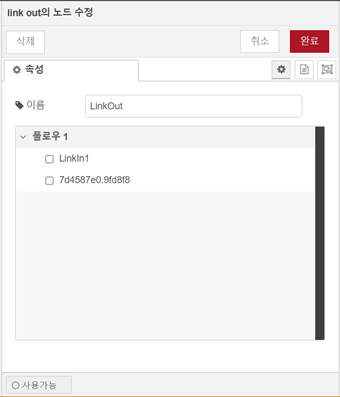 link out의 노드 수정
삭제
취소
완료
속성
이름
LinkOut
플로우 1
LinkIn1
7d4587e0.9fd8f8
사용가능